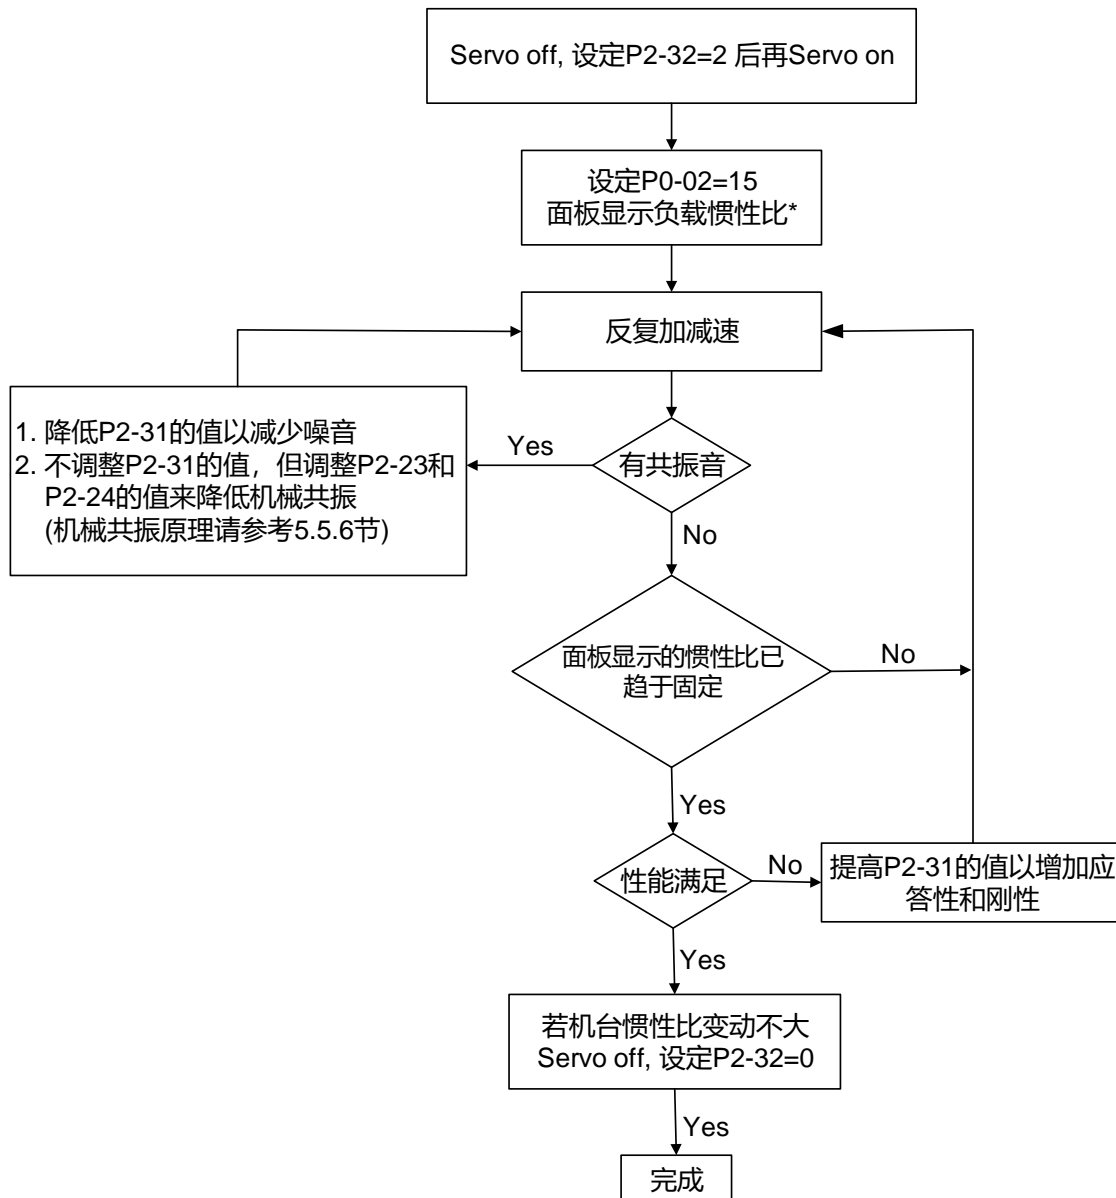 Servo off, 设定P2-32=2 后再Servo on
设定P0-02=15
面板显示负载惯性比*
反复加减速
1. 降低P2-31的值以减少噪音
2. 不调整P2-31的值，但调整P2-23和
P2-24的值来降低机械共振
(机械共振原理请参考5.5.6节)
Yes
有共振音
No
面板显示的惯性比已
趋于固定
No
Yes
性能满足
No
提高P2-31的值以增加应
答性和刚性
Yes
若机台惯性比变动不大
Servo off, 设定P2-32=0
Yes
完成